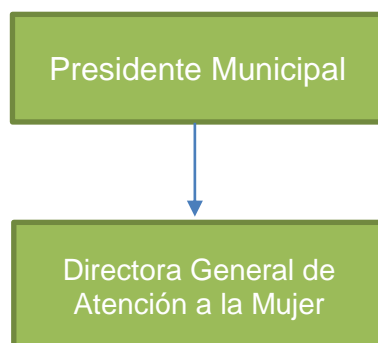 Presidente Municipal
Directora General de
Atención a la Mujer